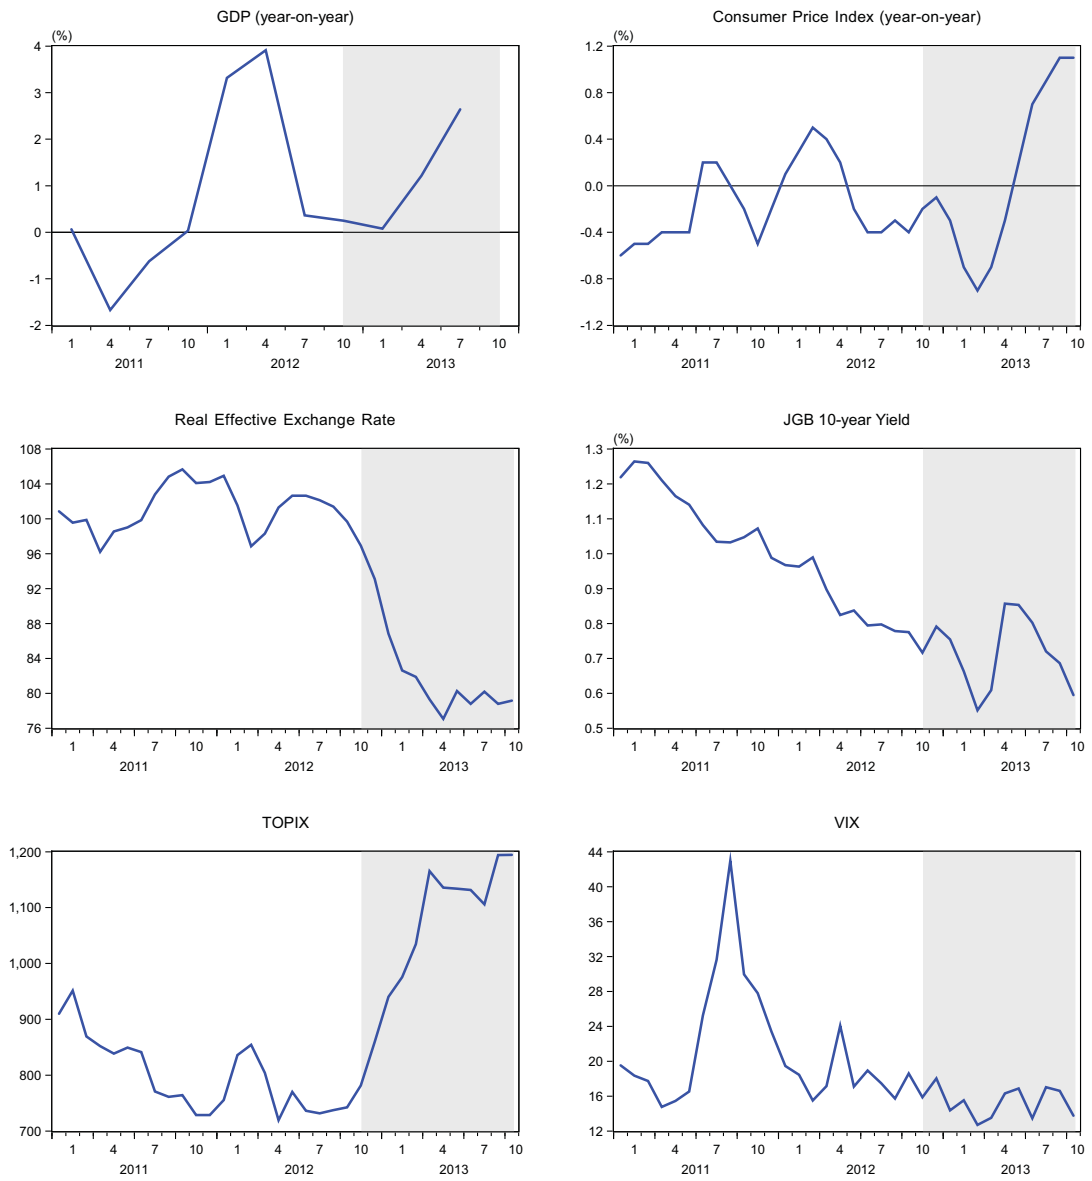 GDP (year-on-year)
(%)
4
3
2
1
0
-1
-2
1 4 7 10 1 4 7 10 1 4 7 10
2011 2012 2013
Consumer Price Index (year-on-year)
(%)
1.2
0.8
0.4
0.0
-0.4
-0.8
-1.2
1 4 7 10 1 4 7 10 1 4 7 10
2011 2012 2013
Real Effective Exchange Rate
108
104
100
96
92
88
84
80
76
1 4 7 10 1 4 7 10 1 4 7 10
2011 2012 2013
JGB 10-year Yield
(%)
1.3
1.2
1.1
1.0
0.9
0.8
0.7
0.6
0.5
1 4 7 10 1 4 7 10 1 4 7 10
2011 2012 2013
TOPIX
1,200
1,100
1,000
900
800
700
1 4 7 10 1 4 7 10 1 4 7 10
2011 2012 2013
VIX
44
40
36
32
28
24
20
16
12
1 4 7 10 1 4 7 10 1 4 7 10
2011 2012 2013